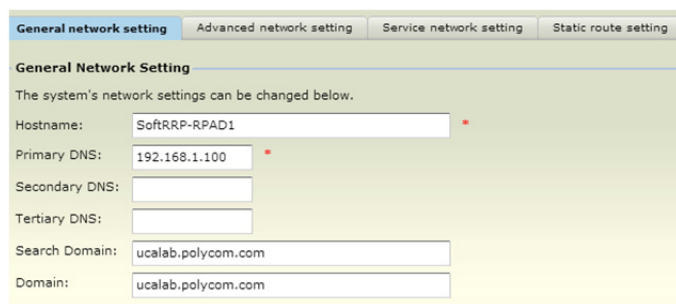 General network setting Advanced network setting Service network setting Static route setting
General Network Setting
The system's network settings can be changed below.
Hostname: SoftRRP-RPAD1 *
Primary DNS: 192.168.1.100 *
Secondary DNS:
Tertiary DNS:
Search Domain: ucalab.polycom.com
Domain: ucalab.polycom.com